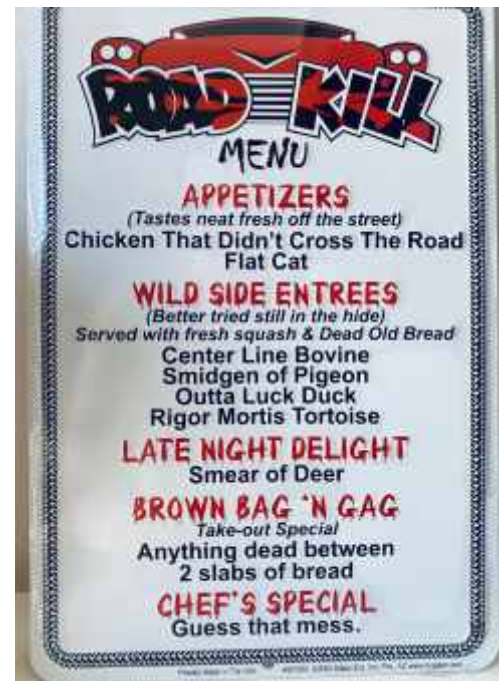 ROAD KILL
MENU
APPETIZERS
(Tastes neat fresh off the street)
Chicken That Didn't Cross The Road
Flat Cat
WILD SIDE ENTREES
(Better tried still in the hide)
Served with fresh squash & Dead Old Bread
Center Line Bovine
Smidgen of Pigeon
Outta Luck Duck
Rigor Mortis Tortoise
LATE NIGHT DELIGHT
Smear of Deer
BROWN BAG 'N GAG
Take-out Special
Anything dead between
2 slabs of bread
CHEF'S SPECIAL
Guess that mess.